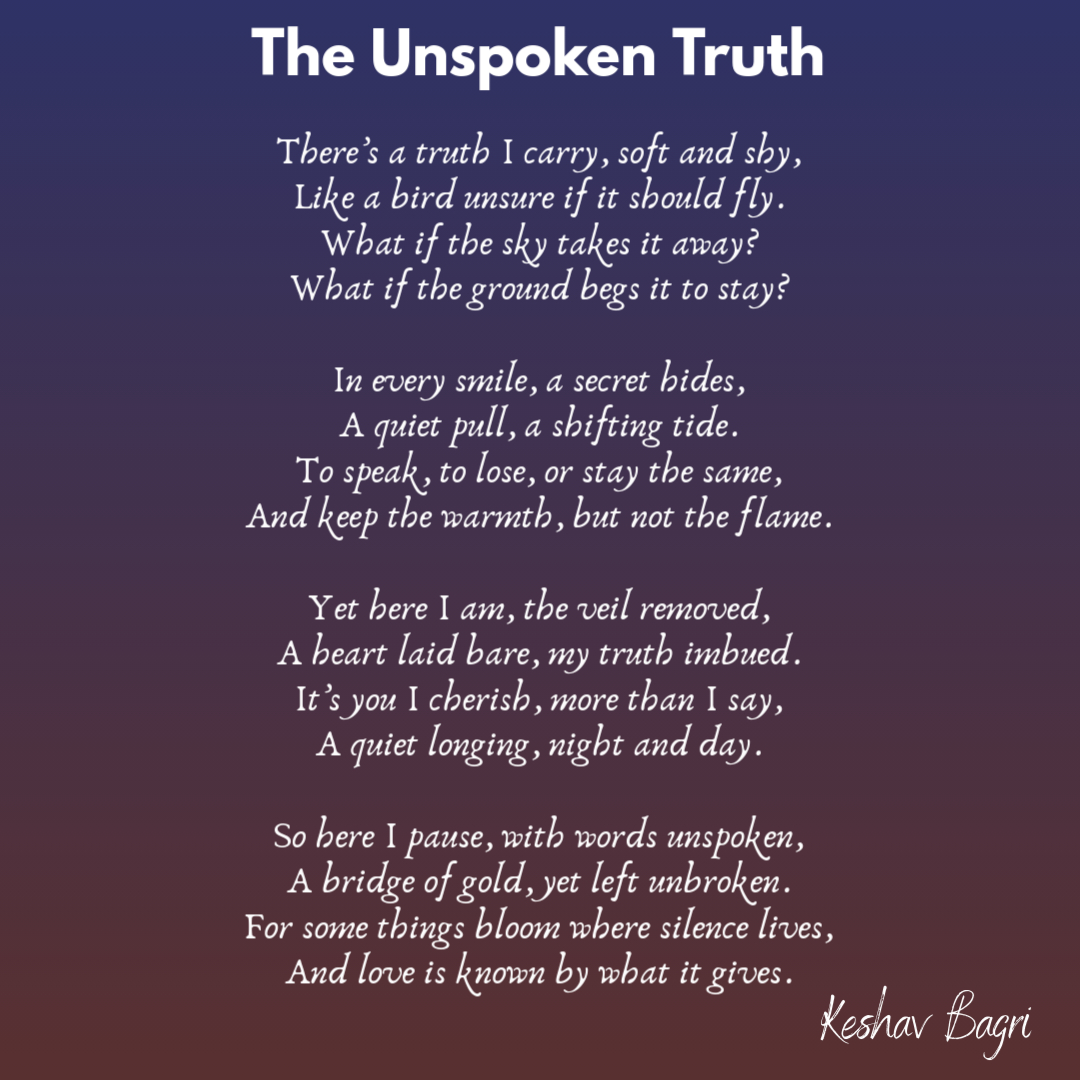 The Unspoken Truth
There's a truth I carry, soft and shy,
Like a bird unsure if it should fly.
What if the sky takes it away?
What if the ground begs it to stay?
In every smile, a secret hides,
A quiet pull, a shifting tide.
To speak, to lose, or stay the same,
And keep the warmth, but not the flame.
Yet here I am, the veil removed,
A heart laid bare, my truth imbued.
It's you I cherish, more than I say,
A quiet longing, night and day.
So here I pause, with words unspoken,
A bridge of gold, yet left unbroken.
For some things bloom where silence lives,
And love is known by what it gives.
Keshav Bagri